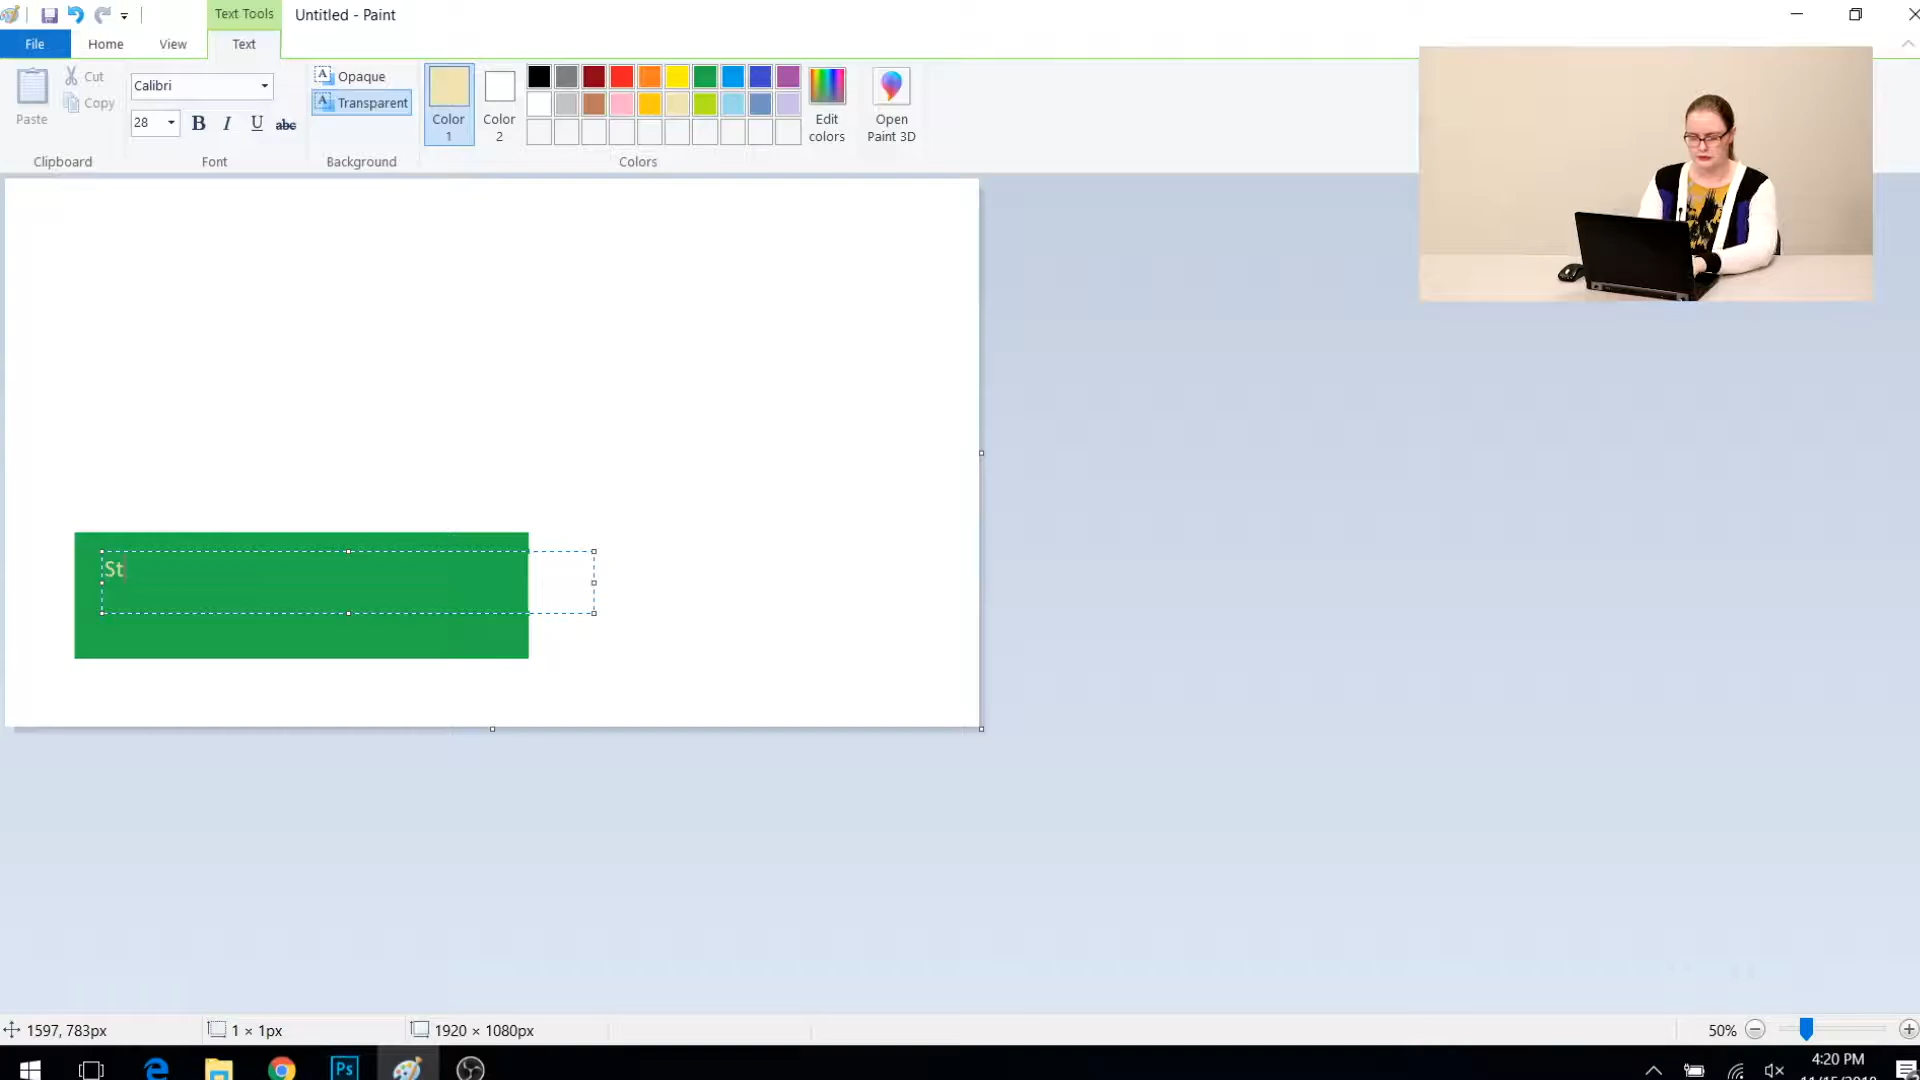 Text Tools
Untitled - Paint
File
Home
View
Text
Paste
Cut
Copy
Clipboard
Calibri
28
B I U abc
Font
Opaque
Transparent
Background
Color
1
Color
2
Colors
Edit
colors
Open
Paint 3D
St
1597, 783px
1 × 1px
1920 × 1080px
50%
Ps
4:20 PM